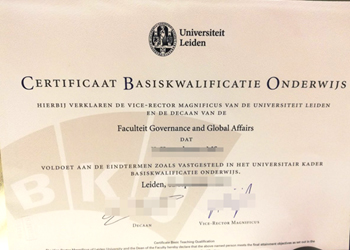 Universiteit
Leiden
CERTIFICAAT BASISKWALIFICATIE ONDERWIJS
HIERBIJ VERKLAREN DE VICE-RECTOR MAGNIFICUS VAN DE UNIVERSITEIT LEIDEN
EN DE DECAAN VAN DE
Faculteit Governance and Global Affairs
DAT
VOLDOET AAN DE EINDTERMEN ZOALS VASTGESTELD IN HET UNIVERSITAIR KADER
BASISKWALIFICATIE ONDERWIJS.
Leiden,
BKO
DECAAN VICE-RECTOR MAGNIFICUS
Certificate Basic Teaching Qualification